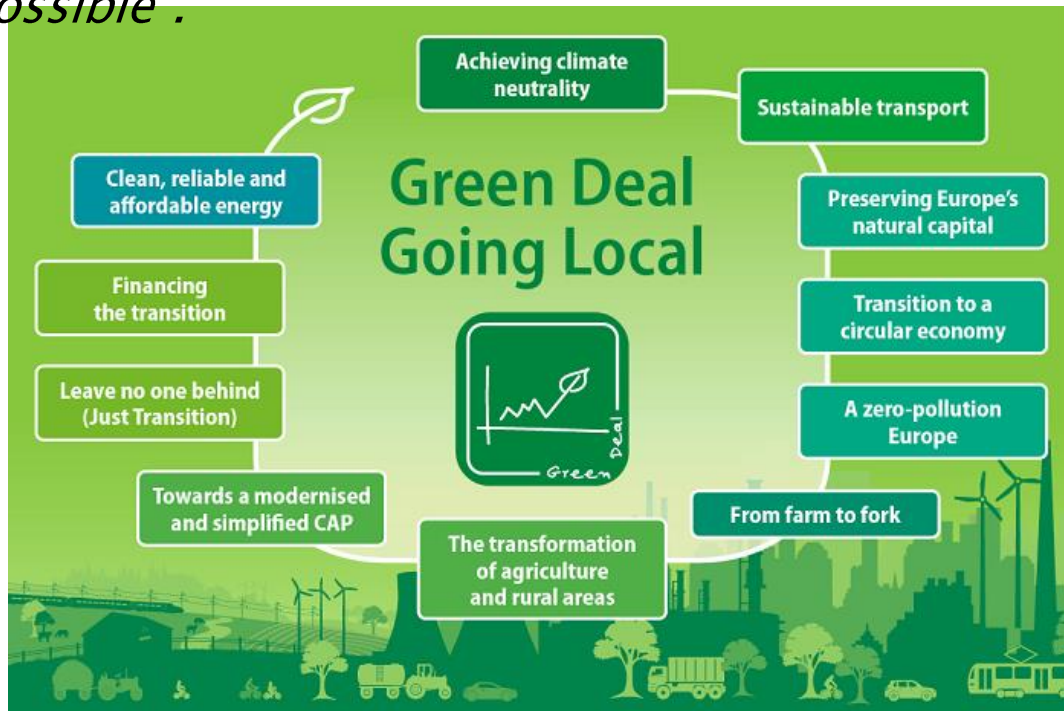 ossible .
Achieving climate
neutrality
Sustainable transport
Clean, reliable and
affordable energy
Green Deal
Going Local
Preserving Europe's
natural capital
Financing
the transition
Transition to a
circular economy
Leave no one behind
(Just Transition)
A zero-pollution
Europe
Deal
Green
Towards a modernised
and simplified CAP
From farm to fork
The transformation
of agriculture
and rural areas